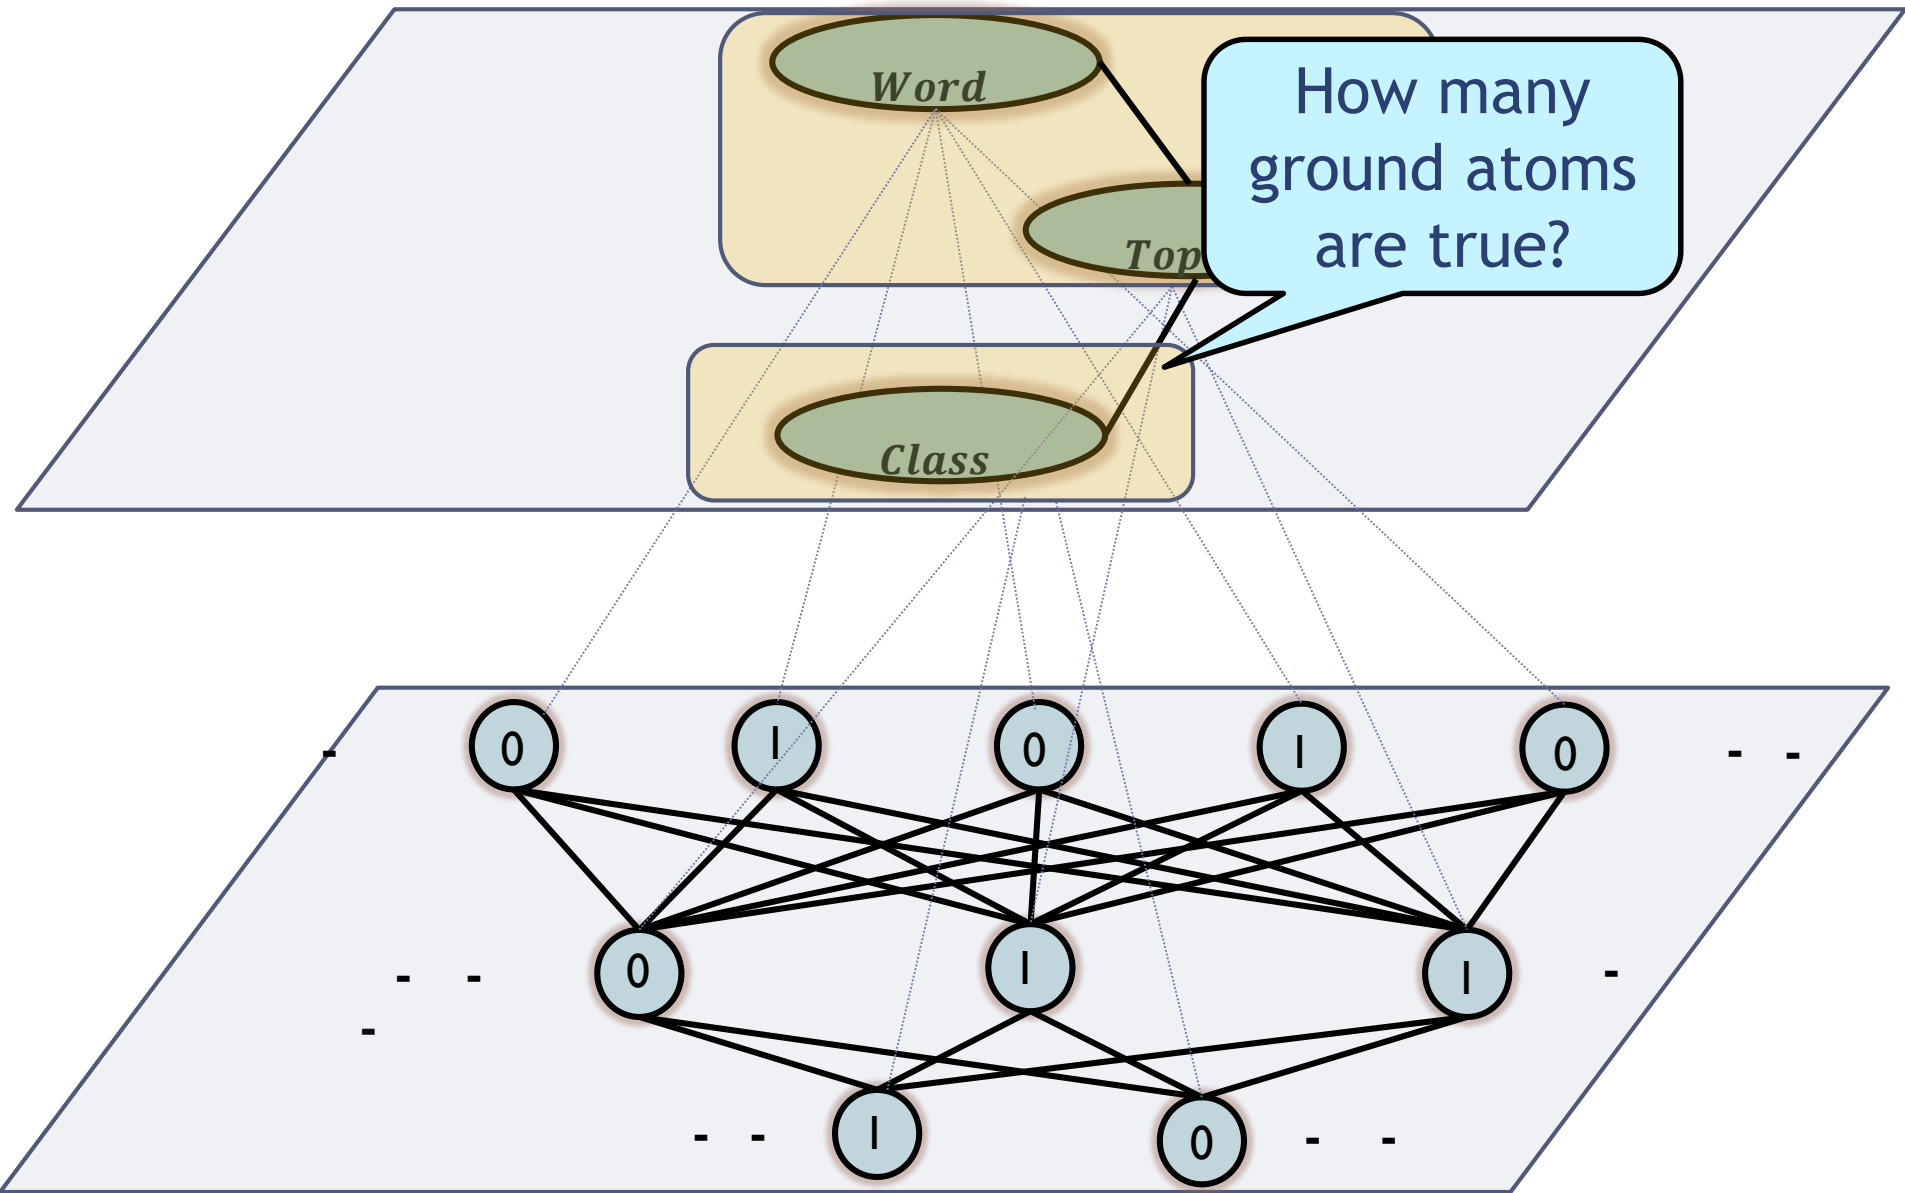 Word
How many
ground atoms
are true?
Top
Class
0 1 0 1 0
- - -
0 1 1
- - -
-
1 0
- - - -